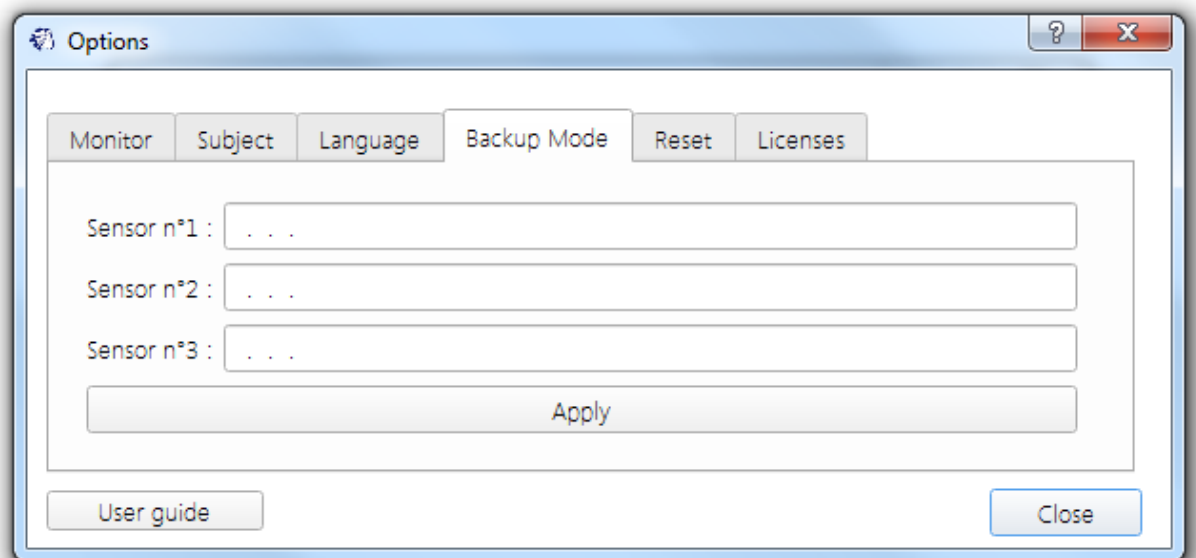 Options
Monitor Subject Language Backup Mode Reset Licenses
Sensor n°1 : . . .
Sensor n°2 : . . .
Sensor n°3 : . . .
Apply
User guide Close